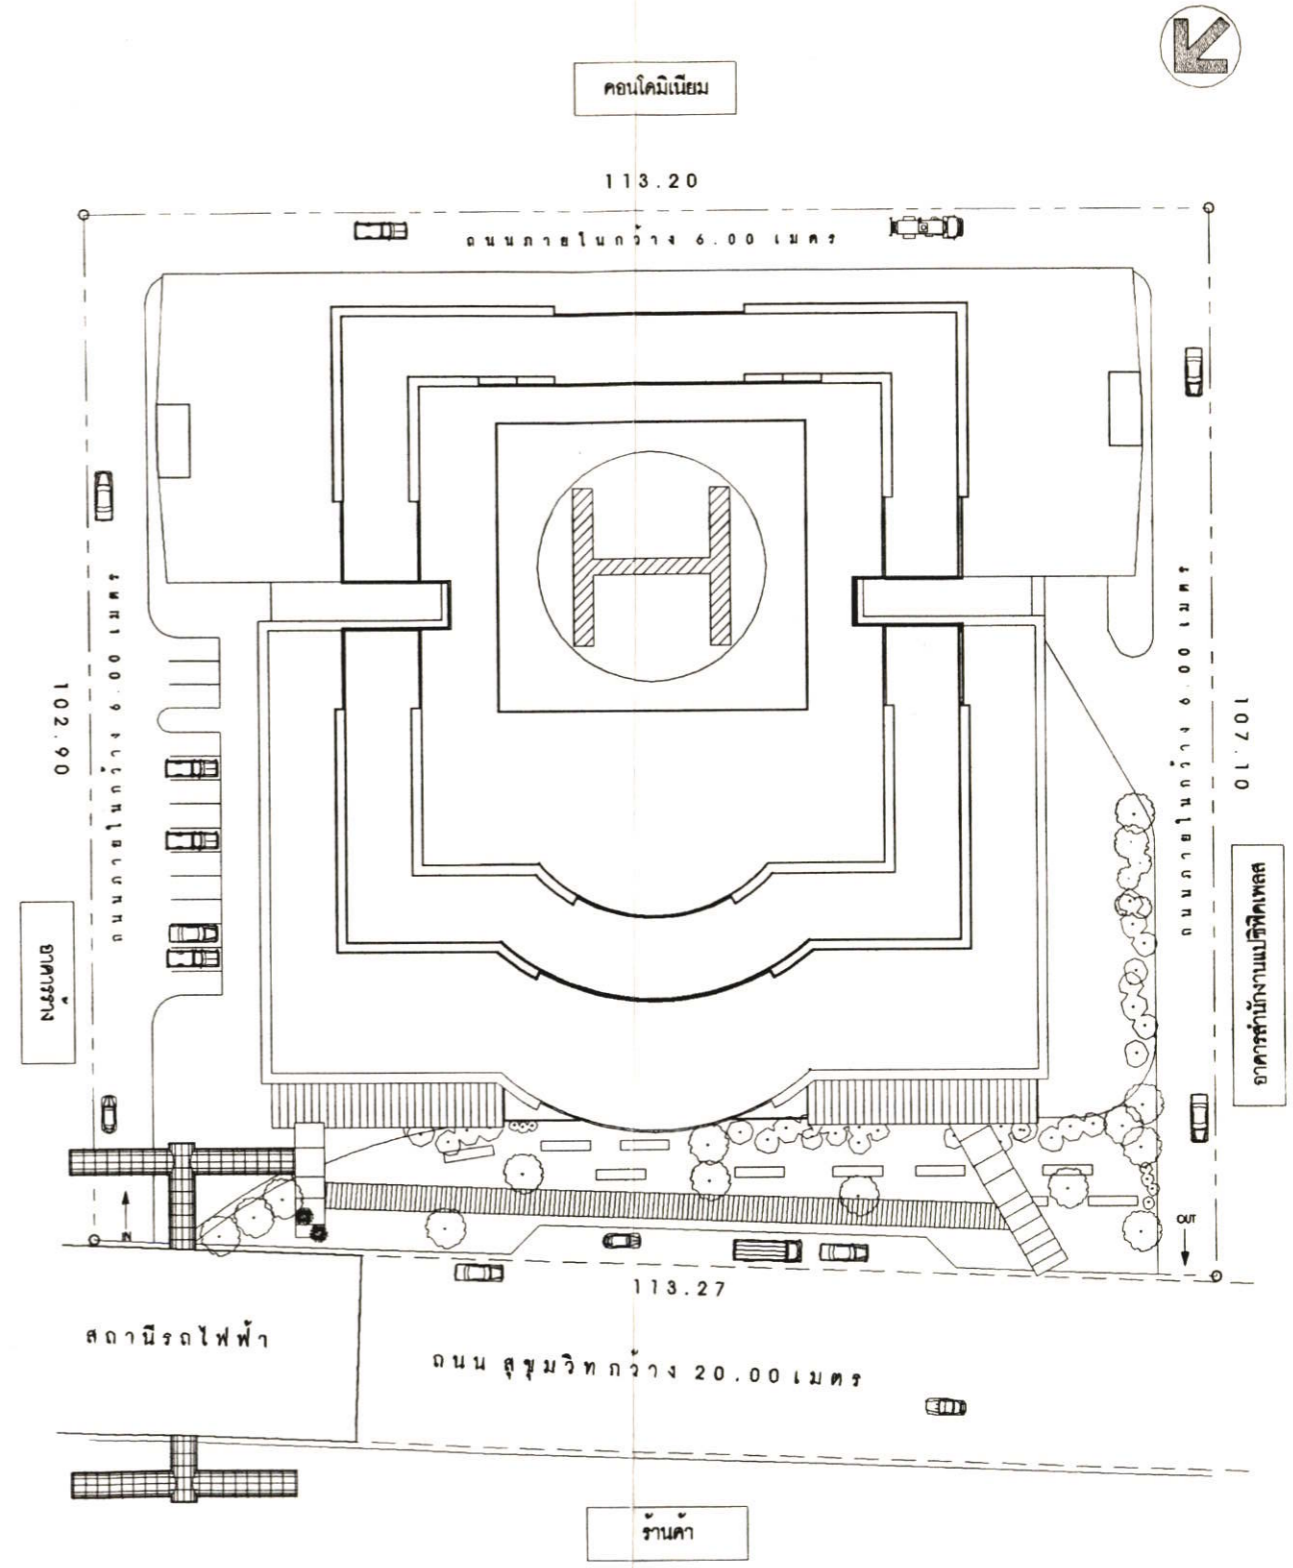 คอนโดมิเนียม
113.20
ถนนภายในกว้าง 6.00 เมตร
H
ถนนภายในกว้าง 6.00 เมตร
102.90
อาคารร้าง
ถนนภายในกว้าง 6.00 เมตร
107.10
อาคารสำนักงานแปซิฟิคเพลส
IN
OUT
113.27
สถานีรถไฟฟ้า
ถนน สุขุมวิท กว้าง 20.00 เมตร
ร้านค้า